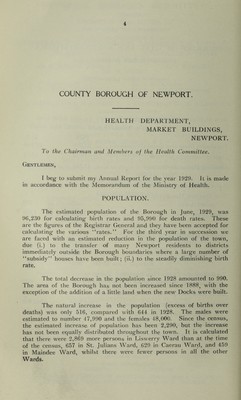 4
COUNTY BOROUGH OF NEWPORT.
HEALTH DEPARTMENT,
MARKET BUILDINGS,
NEWPORT.
To the Chairman and Members of the Health Committee.
GENTLEMEN,
I beg to submit my Annual Report for the year 1929. It is made
in accordance with the Memorandum of the Ministry of Health.
POPULATION.
The estimated population of the Borough in June, 1929, was
96,230 for calculating birth rates and 95,990 for death rates. These
are the figures of the Registrar General and they have been accepted for
calculating the various "rates." For the third year in succession we
are faced with an estimated reduction in the population of the town,
due (i.) to the transfer of many Newport residents to districts
immediately outside the Borough boundaries where a large number of
"subsidy" houses have been built; (ii.) to the steadily diminishing birth
rate.
The total decrease in the population since 1928 amounted to 900.
The area of the Borough has not been increased since 1888, with the
exception of the addition of a little land when the new Docks were built.
The natural increase in the population (excess of births over
deaths) was only 516, compared with 644 in 1928. The males were
estimated to number 47,990 and the females 48,000. Since the census,
the estimated increase of population has been 2,290, but the increase
has not been equally distributed throughout the town. It is calculated
that there were 2,869 more persons in Liswerry Ward than at the time
of the census, 657 in St. Julians Ward, 629 in Caerau Ward, and 459
in Maindee Ward, whilst there were fewer persons in all the other
Wards.